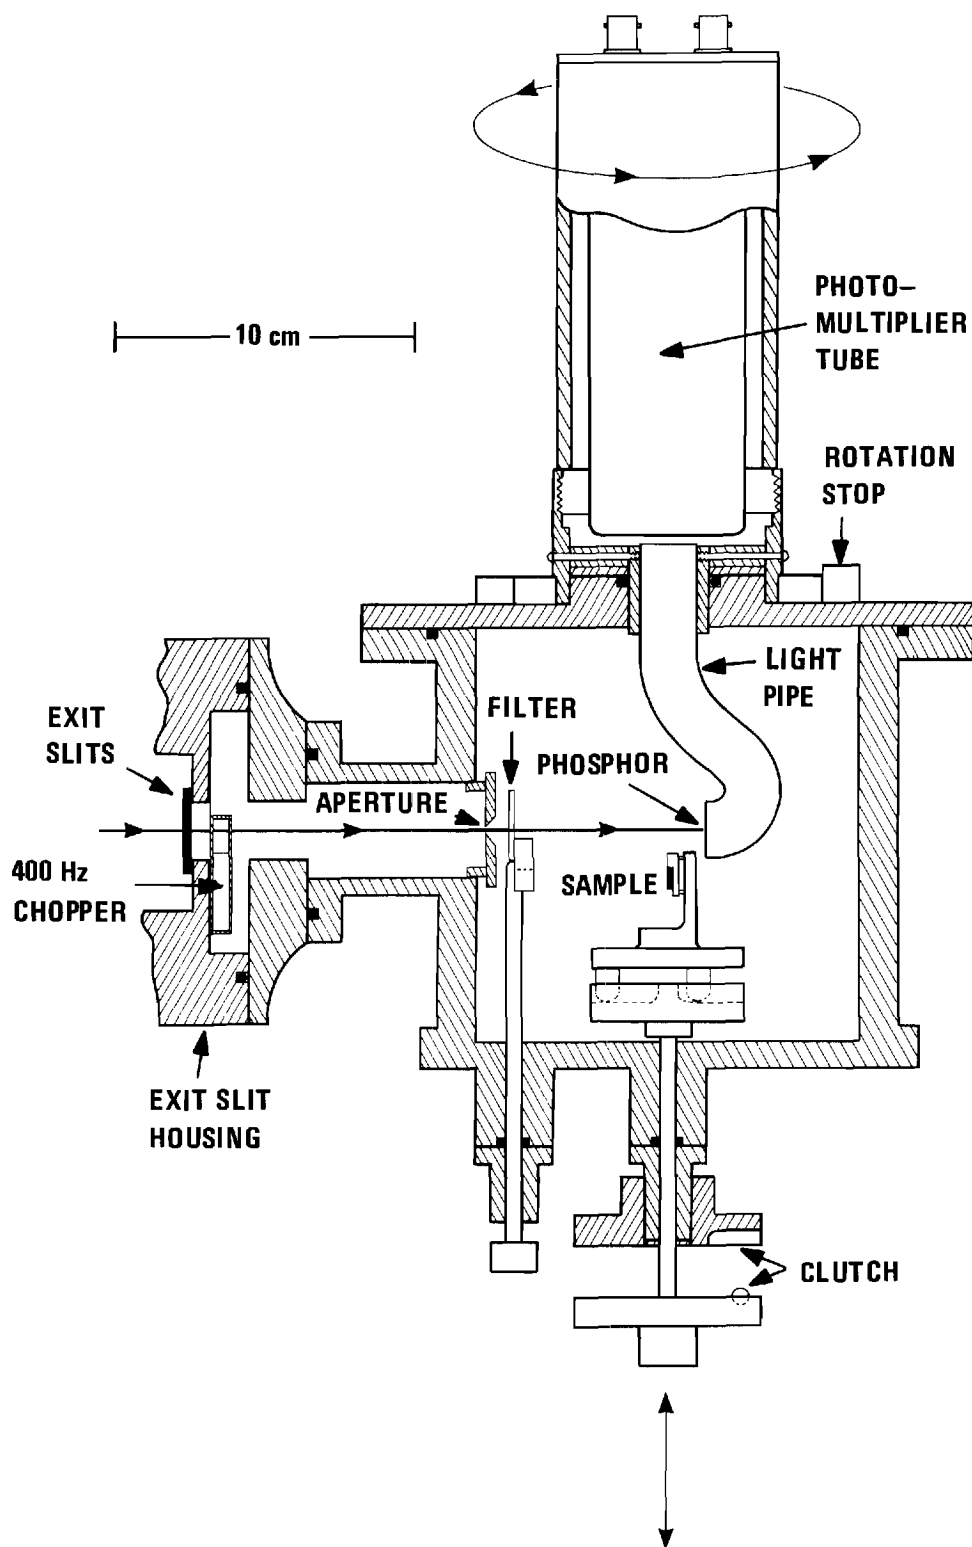 PHOTO–
MULTIPLIER
TUBE
10 cm
ROTATION
STOP
LIGHT
PIPE
EXIT
SLITS
FILTER
PHOSPHOR
APERTURE
400 Hz
CHOPPER
SAMPLE
EXIT SLIT
HOUSING
CLUTCH